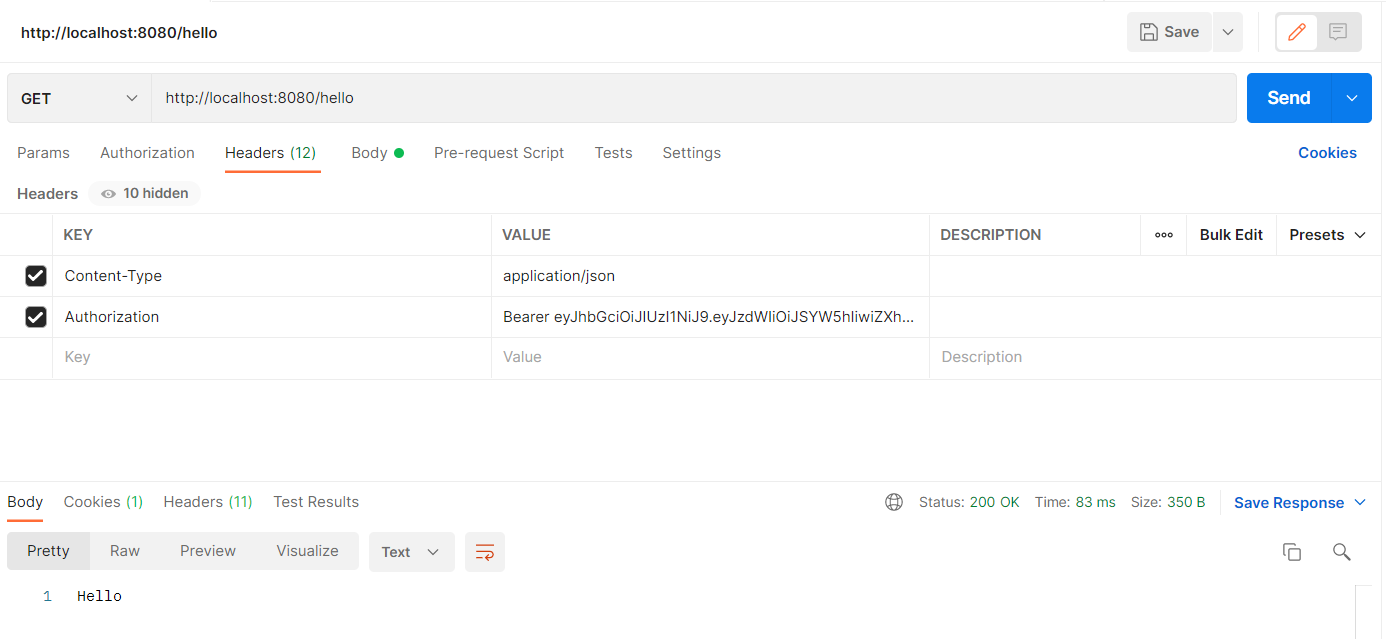 http://localhost:8080/hello Save
GET http://localhost:8080/hello Send
Params Authorization Headers (12) Body Pre-request Script Tests Settings Cookies
Headers 10 hidden
KEY VALUE DESCRIPTION ooo Bulk Edit Presets
Content-Type application/json
Authorization Bearer eyJhbGciOiJIUzI1NiJ9.eyJzdWIiOiJSYW5hIiwiZXh...
Key Value Description
Body Cookies (1) Headers (11) Test Results Status: 200 OK Time: 83 ms Size: 350 B Save Response
Pretty Raw Preview Visualize Text
1 Hello